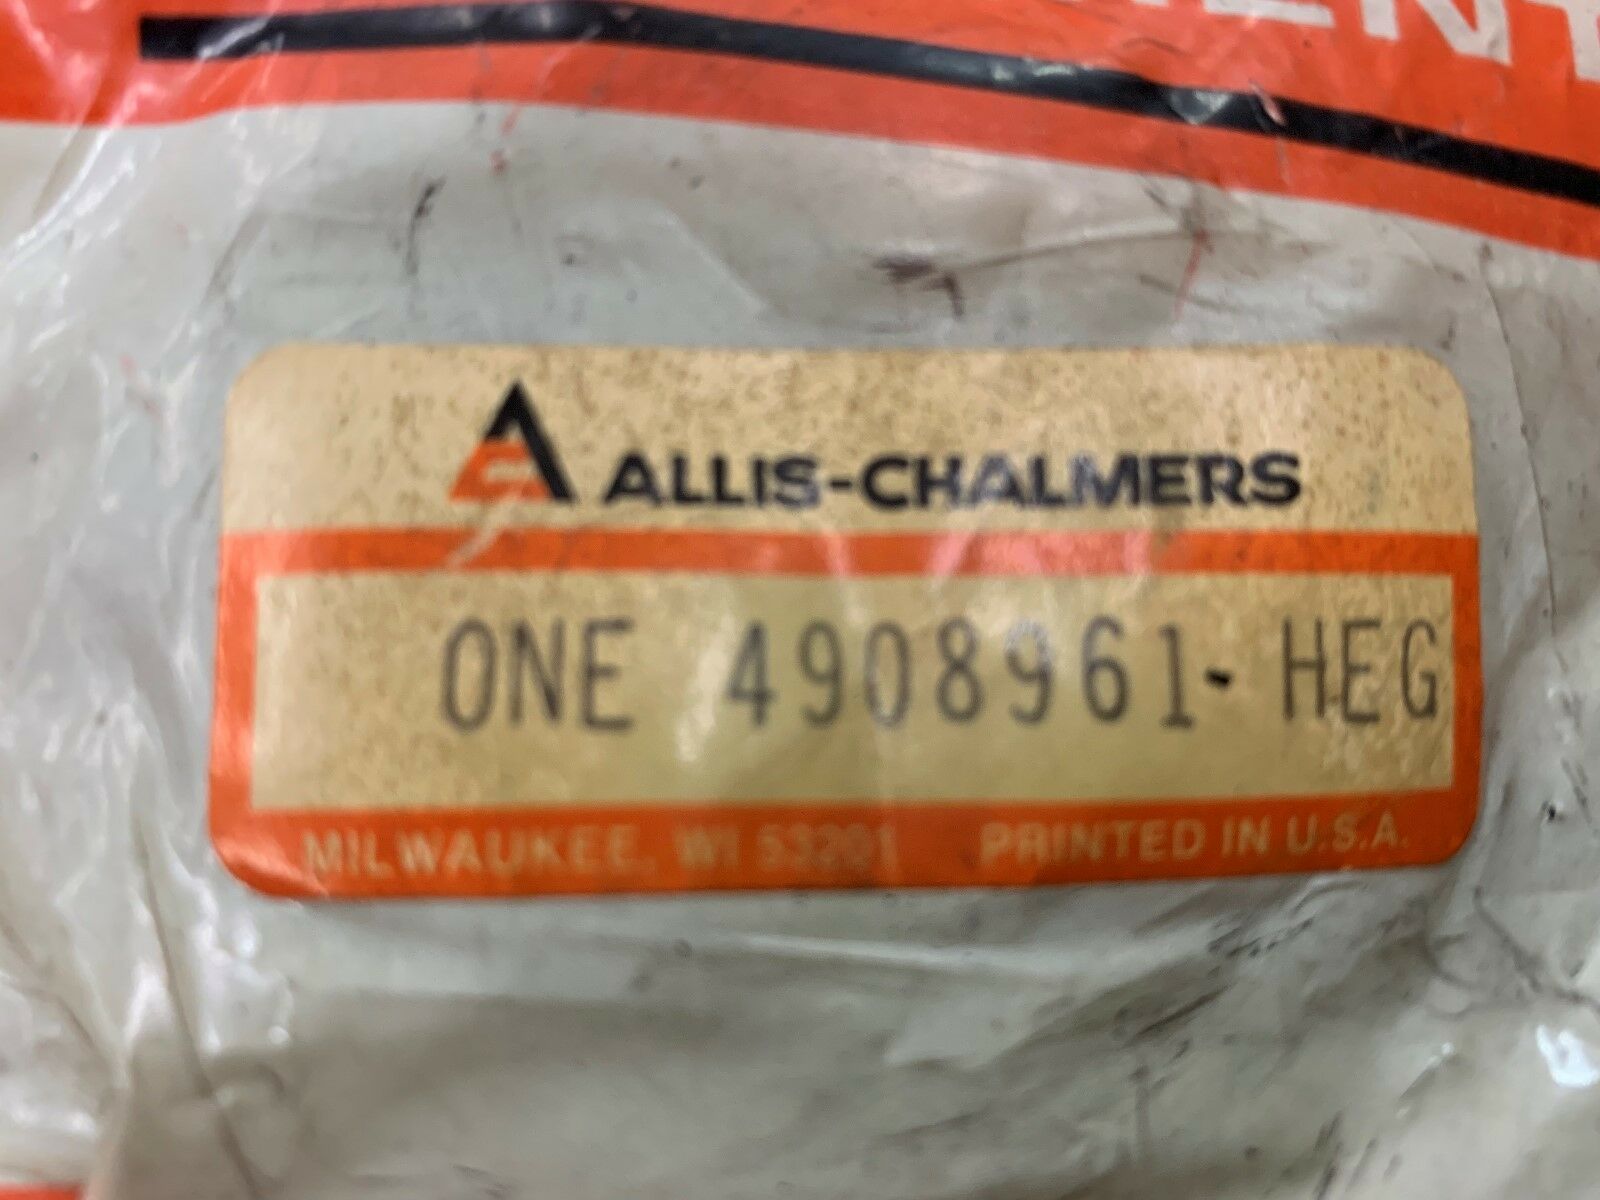 ALLIS-CHALMERS
ONE 4908961- HEG
MILWAUKEE, WI 53201 PRINTED IN U.S.A.